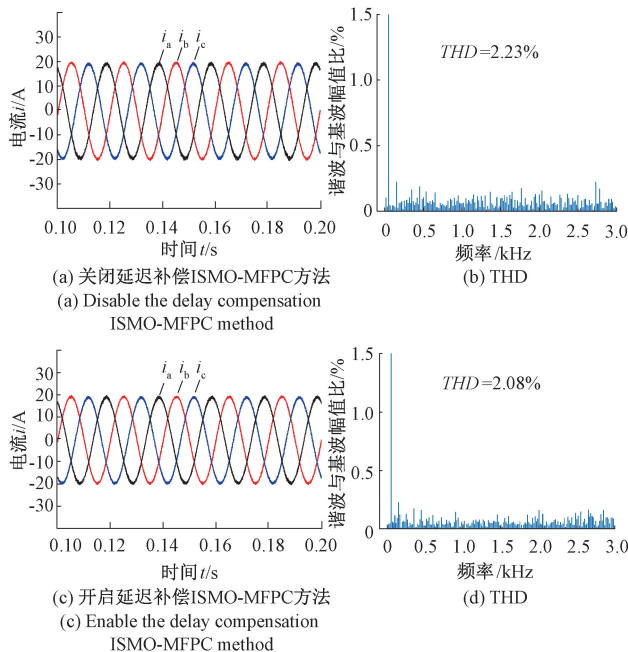 电流i/A
30
20
10
0
-10
-20
-30
i_a i_b i_c
0.10 0.12 0.14 0.16 0.18 0.20
时间t/s
(a) 关闭延迟补偿ISMO-MFPC方法
(a) Disable the delay compensation
ISMO-MFPC method
谐波与基波幅值比/%
1.5
1.0
0.5
0
THD=2.23%
0 0.5 1.0 1.5 2.0 2.5 3.0
频率/kHz
(b) THD
电流i/A
30
20
10
0
-10
-20
-30
i_a i_b i_c
0.10 0.12 0.14 0.16 0.18 0.20
时间t/s
(c) 开启延迟补偿ISMO-MFPC方法
(c) Enable the delay compensation
ISMO-MFPC method
谐波与基波幅值比/%
1.5
1.0
0.5
0
THD=2.08%
0 0.5 1.0 1.5 2.0 2.5 3.0
频率/kHz
(d) THD